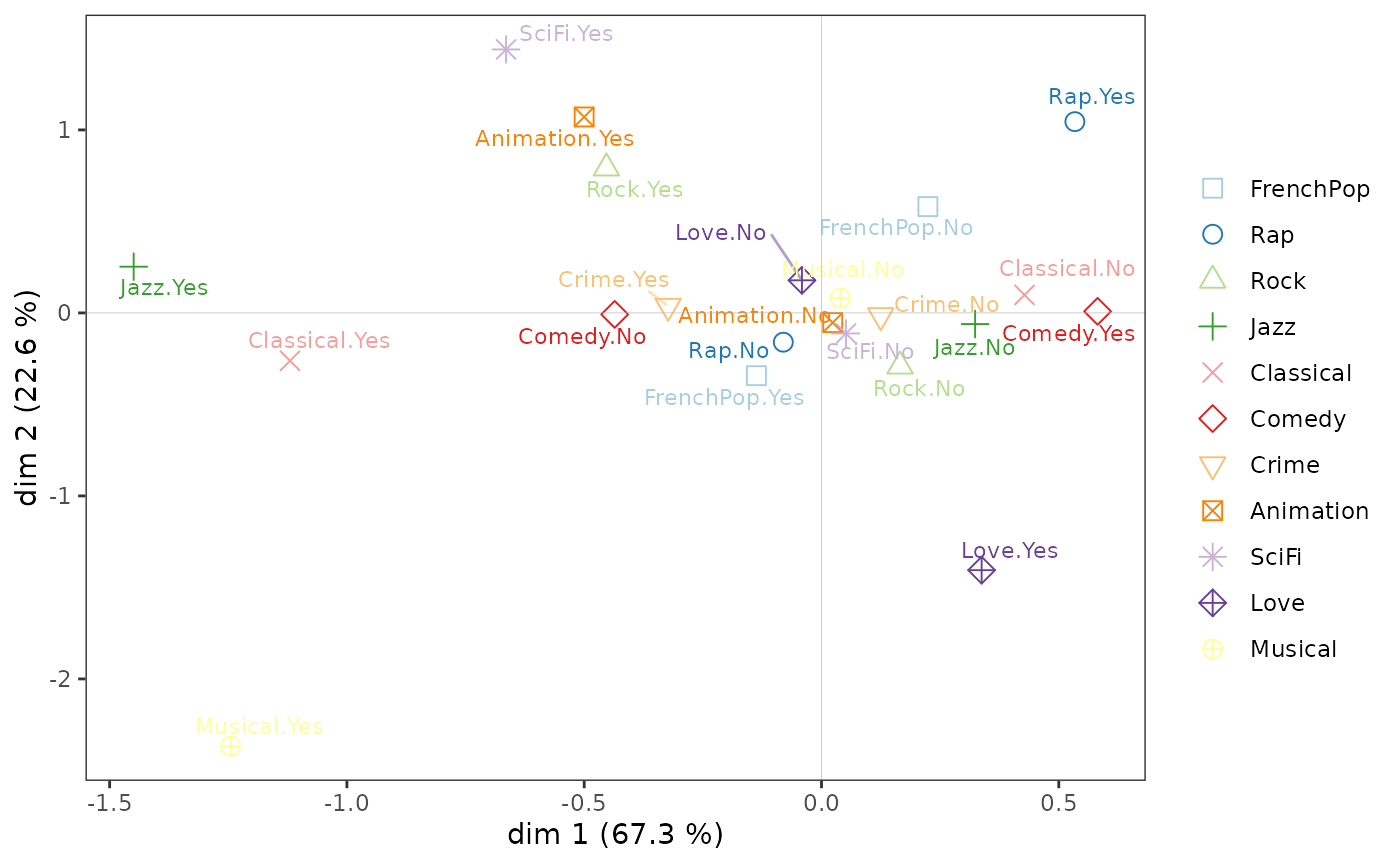 SciFi.Yes
Rap.Yes
1
Animation.Yes
Rock.Yes
FrenchPop.No
Love.No
Musical.No
Classical.No
Crime.Yes
Jazz.Yes
Crime.No
0
Animation.No
Comedy.No
Comedy.Yes
Classical.Yes
Rap.No
SciFi.No
Jazz.No
Rock.No
FrenchPop.Yes
-1
Love.Yes
-2
Musical.Yes
-1.5
-1.0
-0.5
0.0
0.5
dim 1 (67.3 %)
dim 2 (22.6 %)
FrenchPop
Rap
Rock
Jazz
Classical
Comedy
Crime
Animation
SciFi
Love
Musical